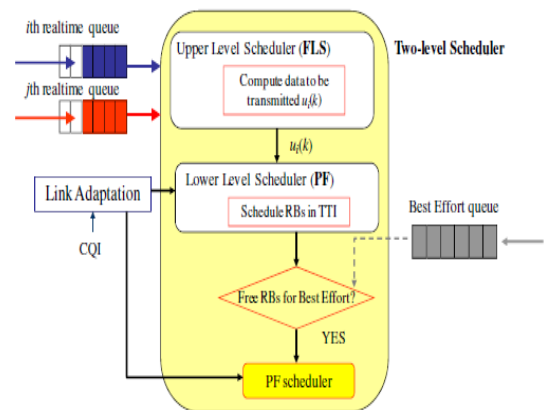 ith realtime queue
Upper Level Scheduler (FLS)
Two-level Scheduler
Compute data to be
transmitted ui(k)
jth realtime queue
ui(k)
Lower Level Scheduler (PF)
Link Adaptation
Schedule RBs in TTI
Best Effort queue
CQI
Free RBs for Best Effort?
YES
PF scheduler